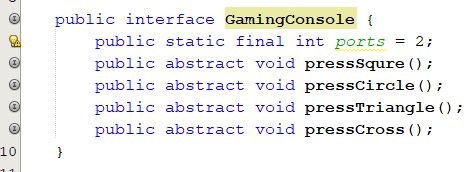 public interface GamingConsole {
public static final int ports = 2;
public abstract void pressSqure();
public abstract void pressCircle();
public abstract void pressTriangle();
public abstract void pressCross();
10 }